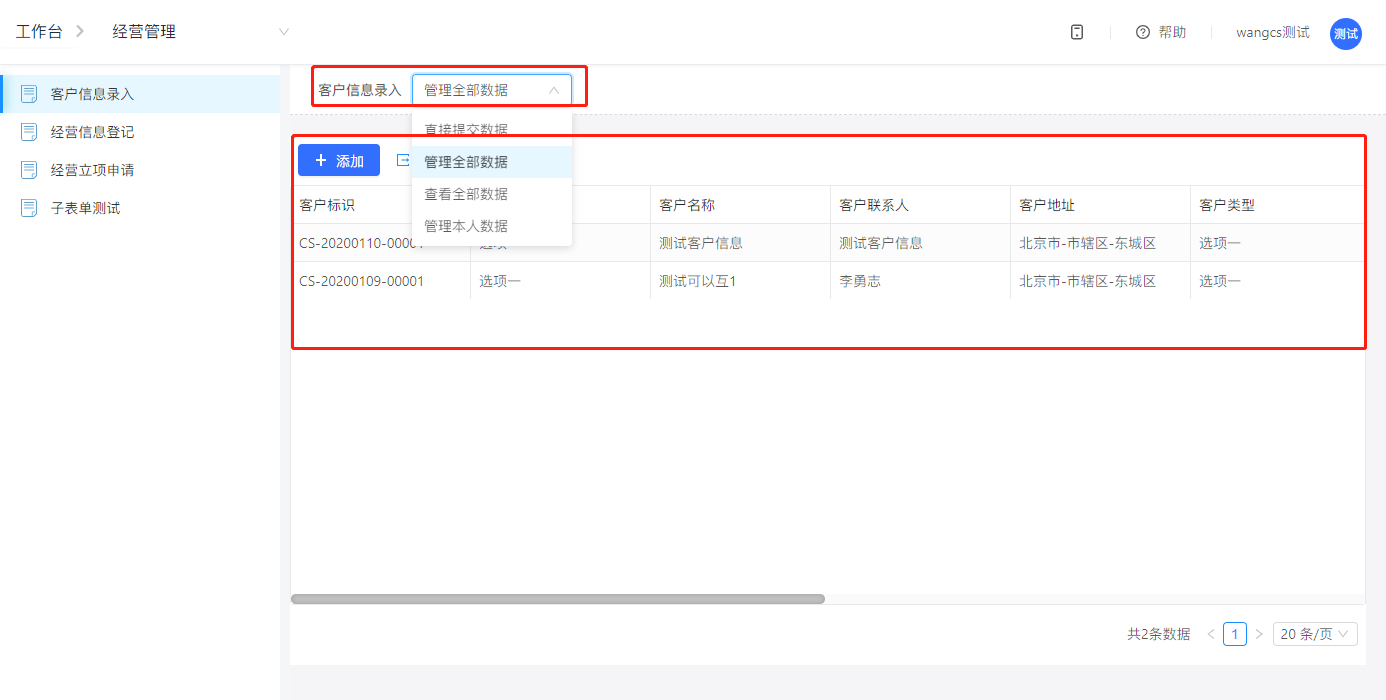 工作台
经营管理
帮助
wangcs测试
测试
客户信息录入
经营信息登记
经营立项申请
子表单测试
客户信息录入
管理全部数据
直接提交数据
管理全部数据
查看全部数据
管理本人数据
添加
客户标识
客户名称
客户联系人
客户地址
客户类型
CS-20200110-00001
测试客户信息
测试客户信息
北京市-市辖区-东城区
选项一
CS-20200109-00001
选项一
测试可以互1
李勇志
北京市-市辖区-东城区
选项一
共2条数据
1
20 条/页